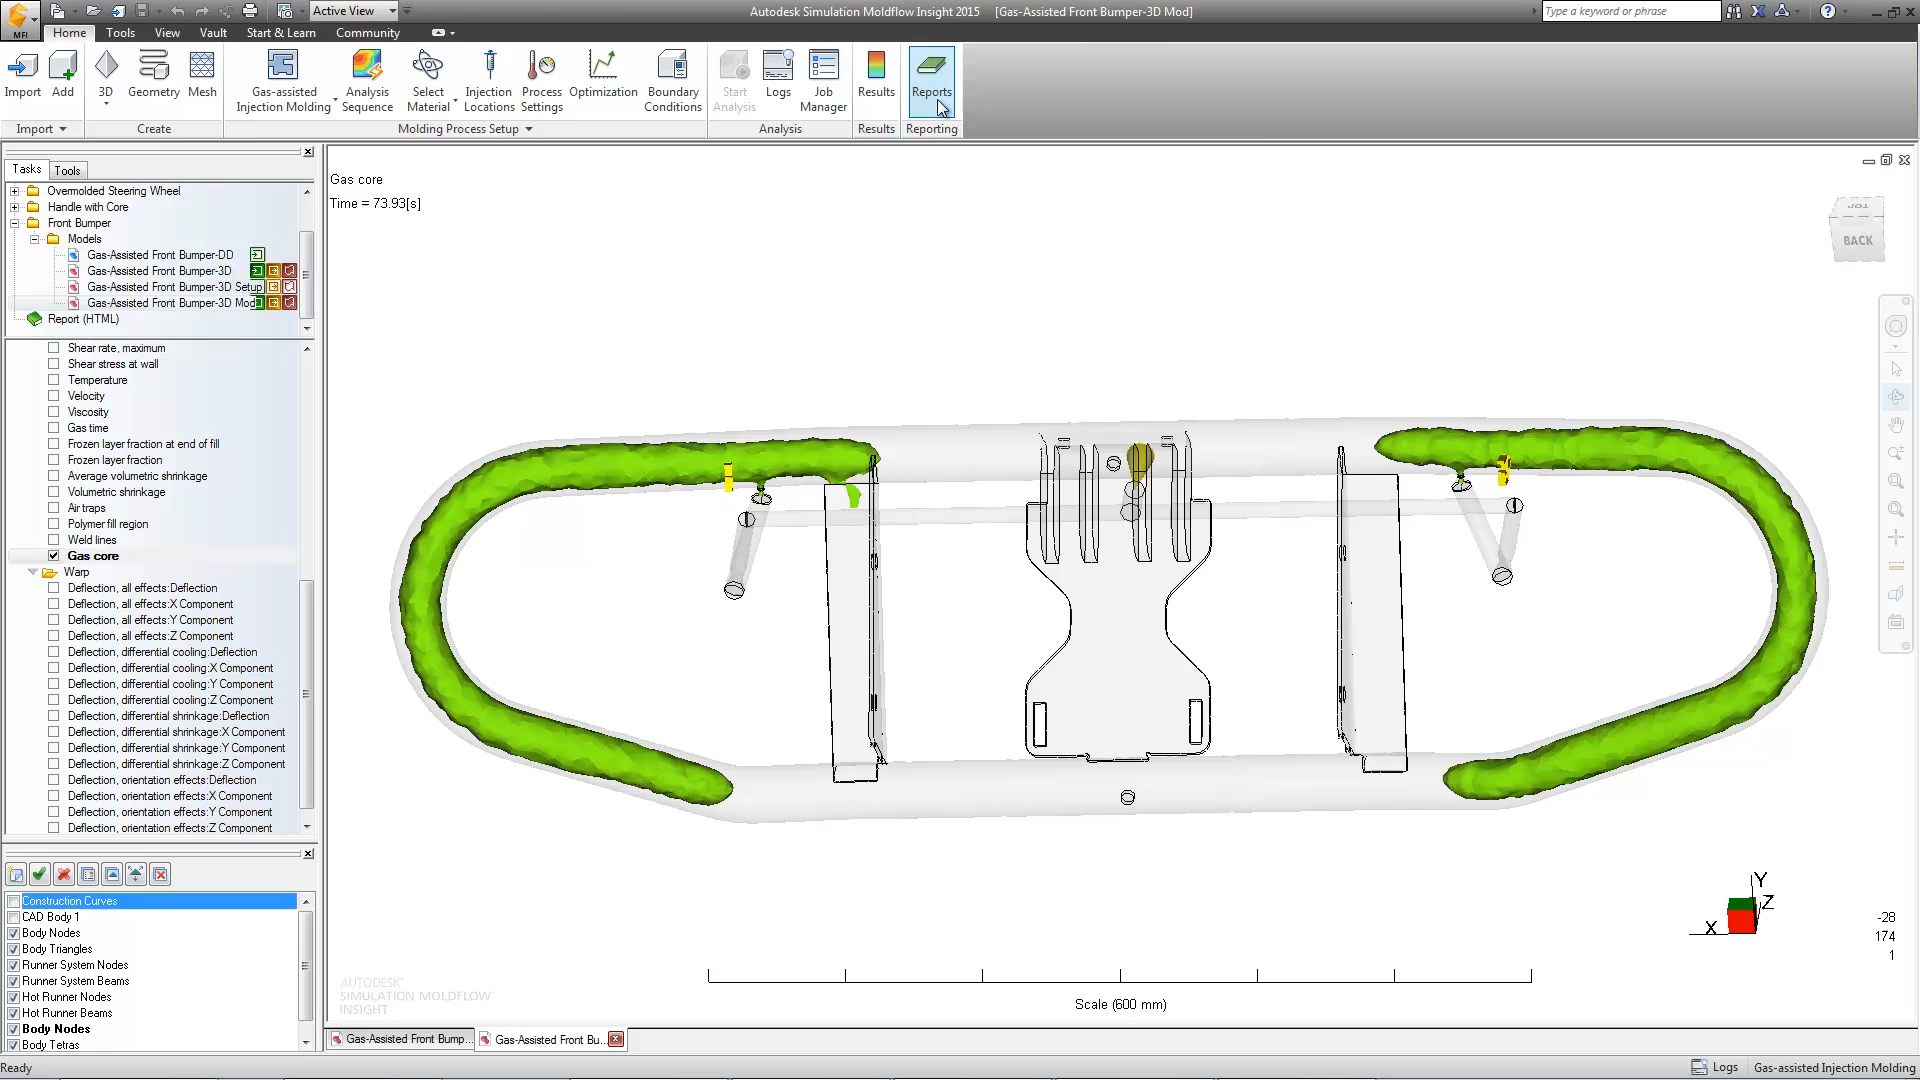 Active View
Autodesk Simulation Moldflow Insight 2015 [Gas-Assisted Front Bumper-3D Mod]
Type a keyword or phrase
MFI
Home
Tools
View
Vault
Start & Learn
Community
Import
Add
3D
Geometry
Mesh
Gas-assisted
Injection Molding
Analysis
Sequence
Select
Material
Injection
Locations
Process
Settings
Optimization
Boundary
Conditions
Start
Analysis
Logs
Job
Manager
Results
Reports
Import
Create
Molding Process Setup
Analysis
Results
Reporting
Tasks
Tools
Overmolded Steering Wheel
Handle with Core
Front Bumper
Models
Gas-Assisted Front Bumper-DD
Gas-Assisted Front Bumper-3D
Gas-Assisted Front Bumper-3D Setup
Gas-Assisted Front Bumper-3D Mod
Report (HTML)
Shear rate, maximum
Shear stress at wall
Temperature
Velocity
Viscosity
Gas time
Frozen layer fraction at end of fill
Frozen layer fraction
Average volumetric shrinkage
Volumetric shrinkage
Air traps
Polymer fill region
Weld lines
Gas core
Warp
Deflection, all effects:Deflection
Deflection, all effects:X Component
Deflection, all effects:Y Component
Deflection, all effects:Z Component
Deflection, differential cooling:Deflection
Deflection, differential cooling:X Component
Deflection, differential cooling:Y Component
Deflection, differential cooling:Z Component
Deflection, differential shrinkage:Deflection
Deflection, differential shrinkage:X Component
Deflection, differential shrinkage:Y Component
Deflection, differential shrinkage:Z Component
Deflection, orientation effects:Deflection
Deflection, orientation effects:X Component
Deflection, orientation effects:Y Component
Deflection, orientation effects:Z Component
Construction Curves
CAD Body 1
Body Nodes
Body Triangles
Runner System Nodes
Runner System Beams
Hot Runner Nodes
Hot Runner Beams
Body Nodes
Body Tetras
Gas core
Time = 73.93[s]
TOP
BACK
Y
Z
X
-28
174
1
AUTODESK
SIMULATION MOLDFLOW
INSIGHT
Scale (600 mm)
Gas-Assisted Front Bump...
Gas-Assisted Front Bu...
Ready
Logs
Gas-assisted Injection Molding